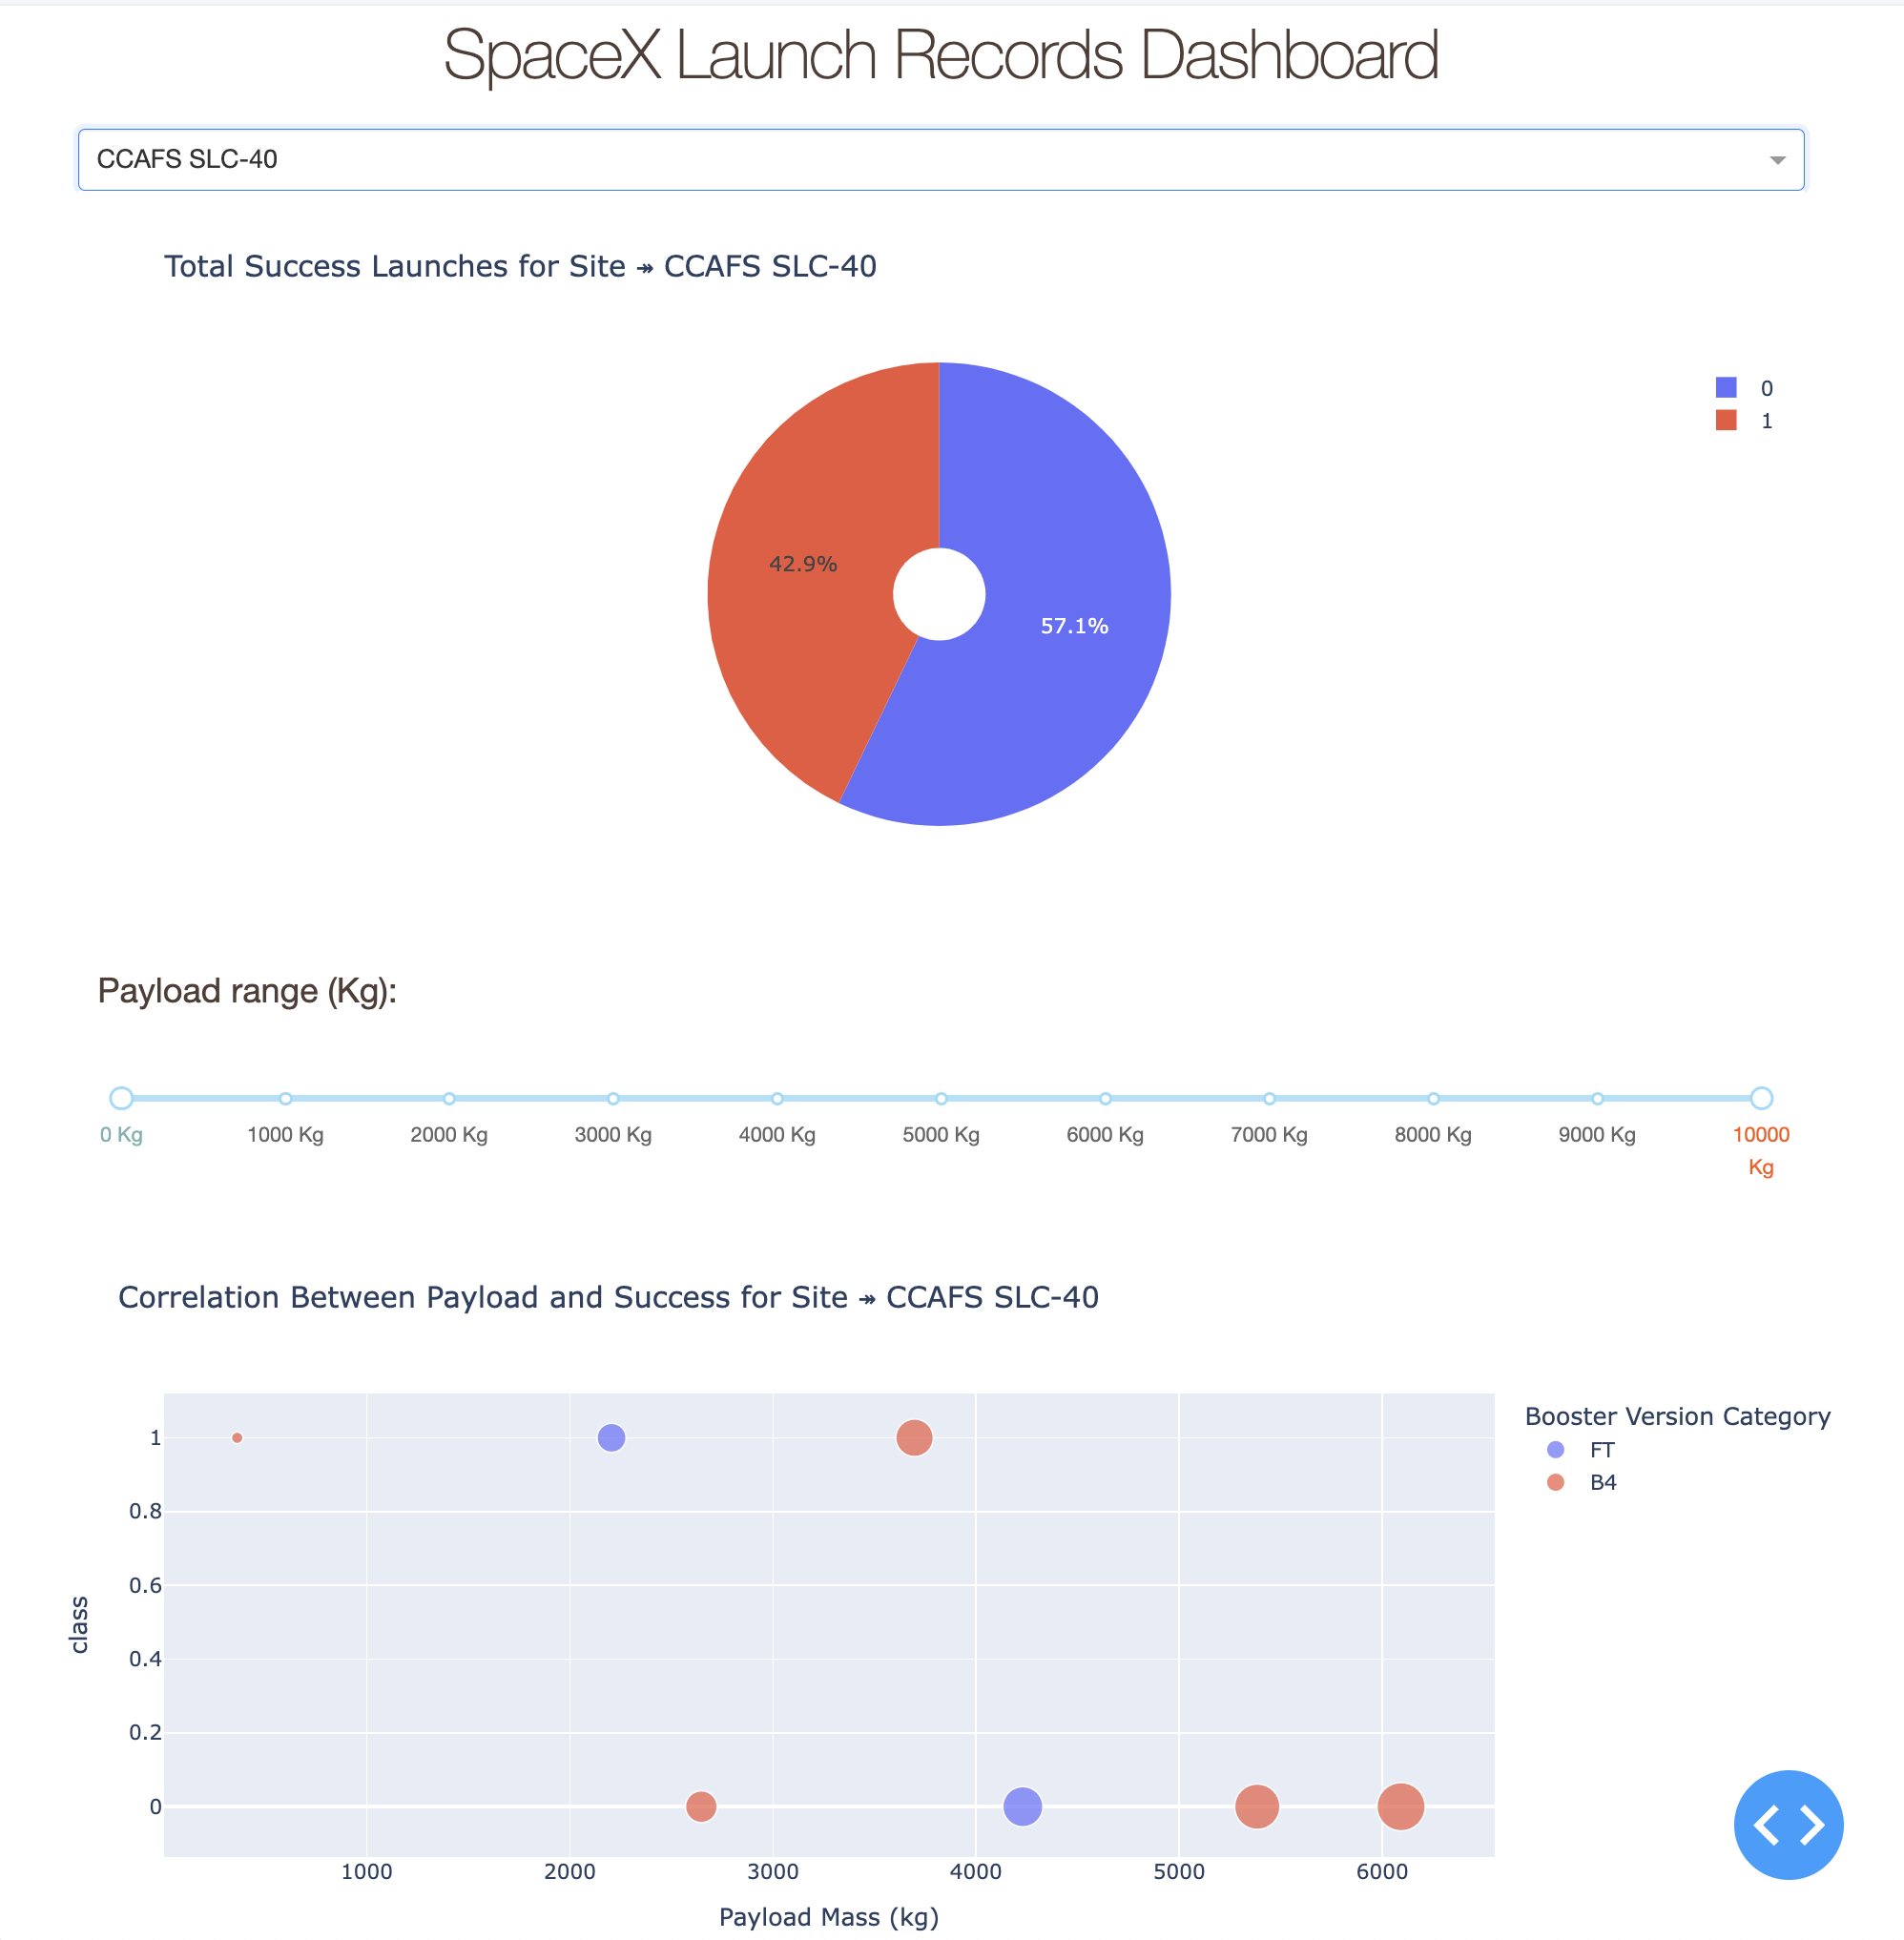 SpaceX Launch Records Dashboard
CCAFS SLC-40
Total Success Launches for Site ↠ CCAFS SLC-40
0
1
42.9%
57.1%
Payload range (Kg):
0 Kg 1000 Kg 2000 Kg 3000 Kg 4000 Kg 5000 Kg 6000 Kg 7000 Kg 8000 Kg 9000 Kg 10000
Kg
Correlation Between Payload and Success for Site ↠ CCAFS SLC-40
Booster Version Category
FT
B4
1
0.8
0.6
0.4
0.2
0
class
1000 2000 3000 4000 5000 6000
Payload Mass (kg)